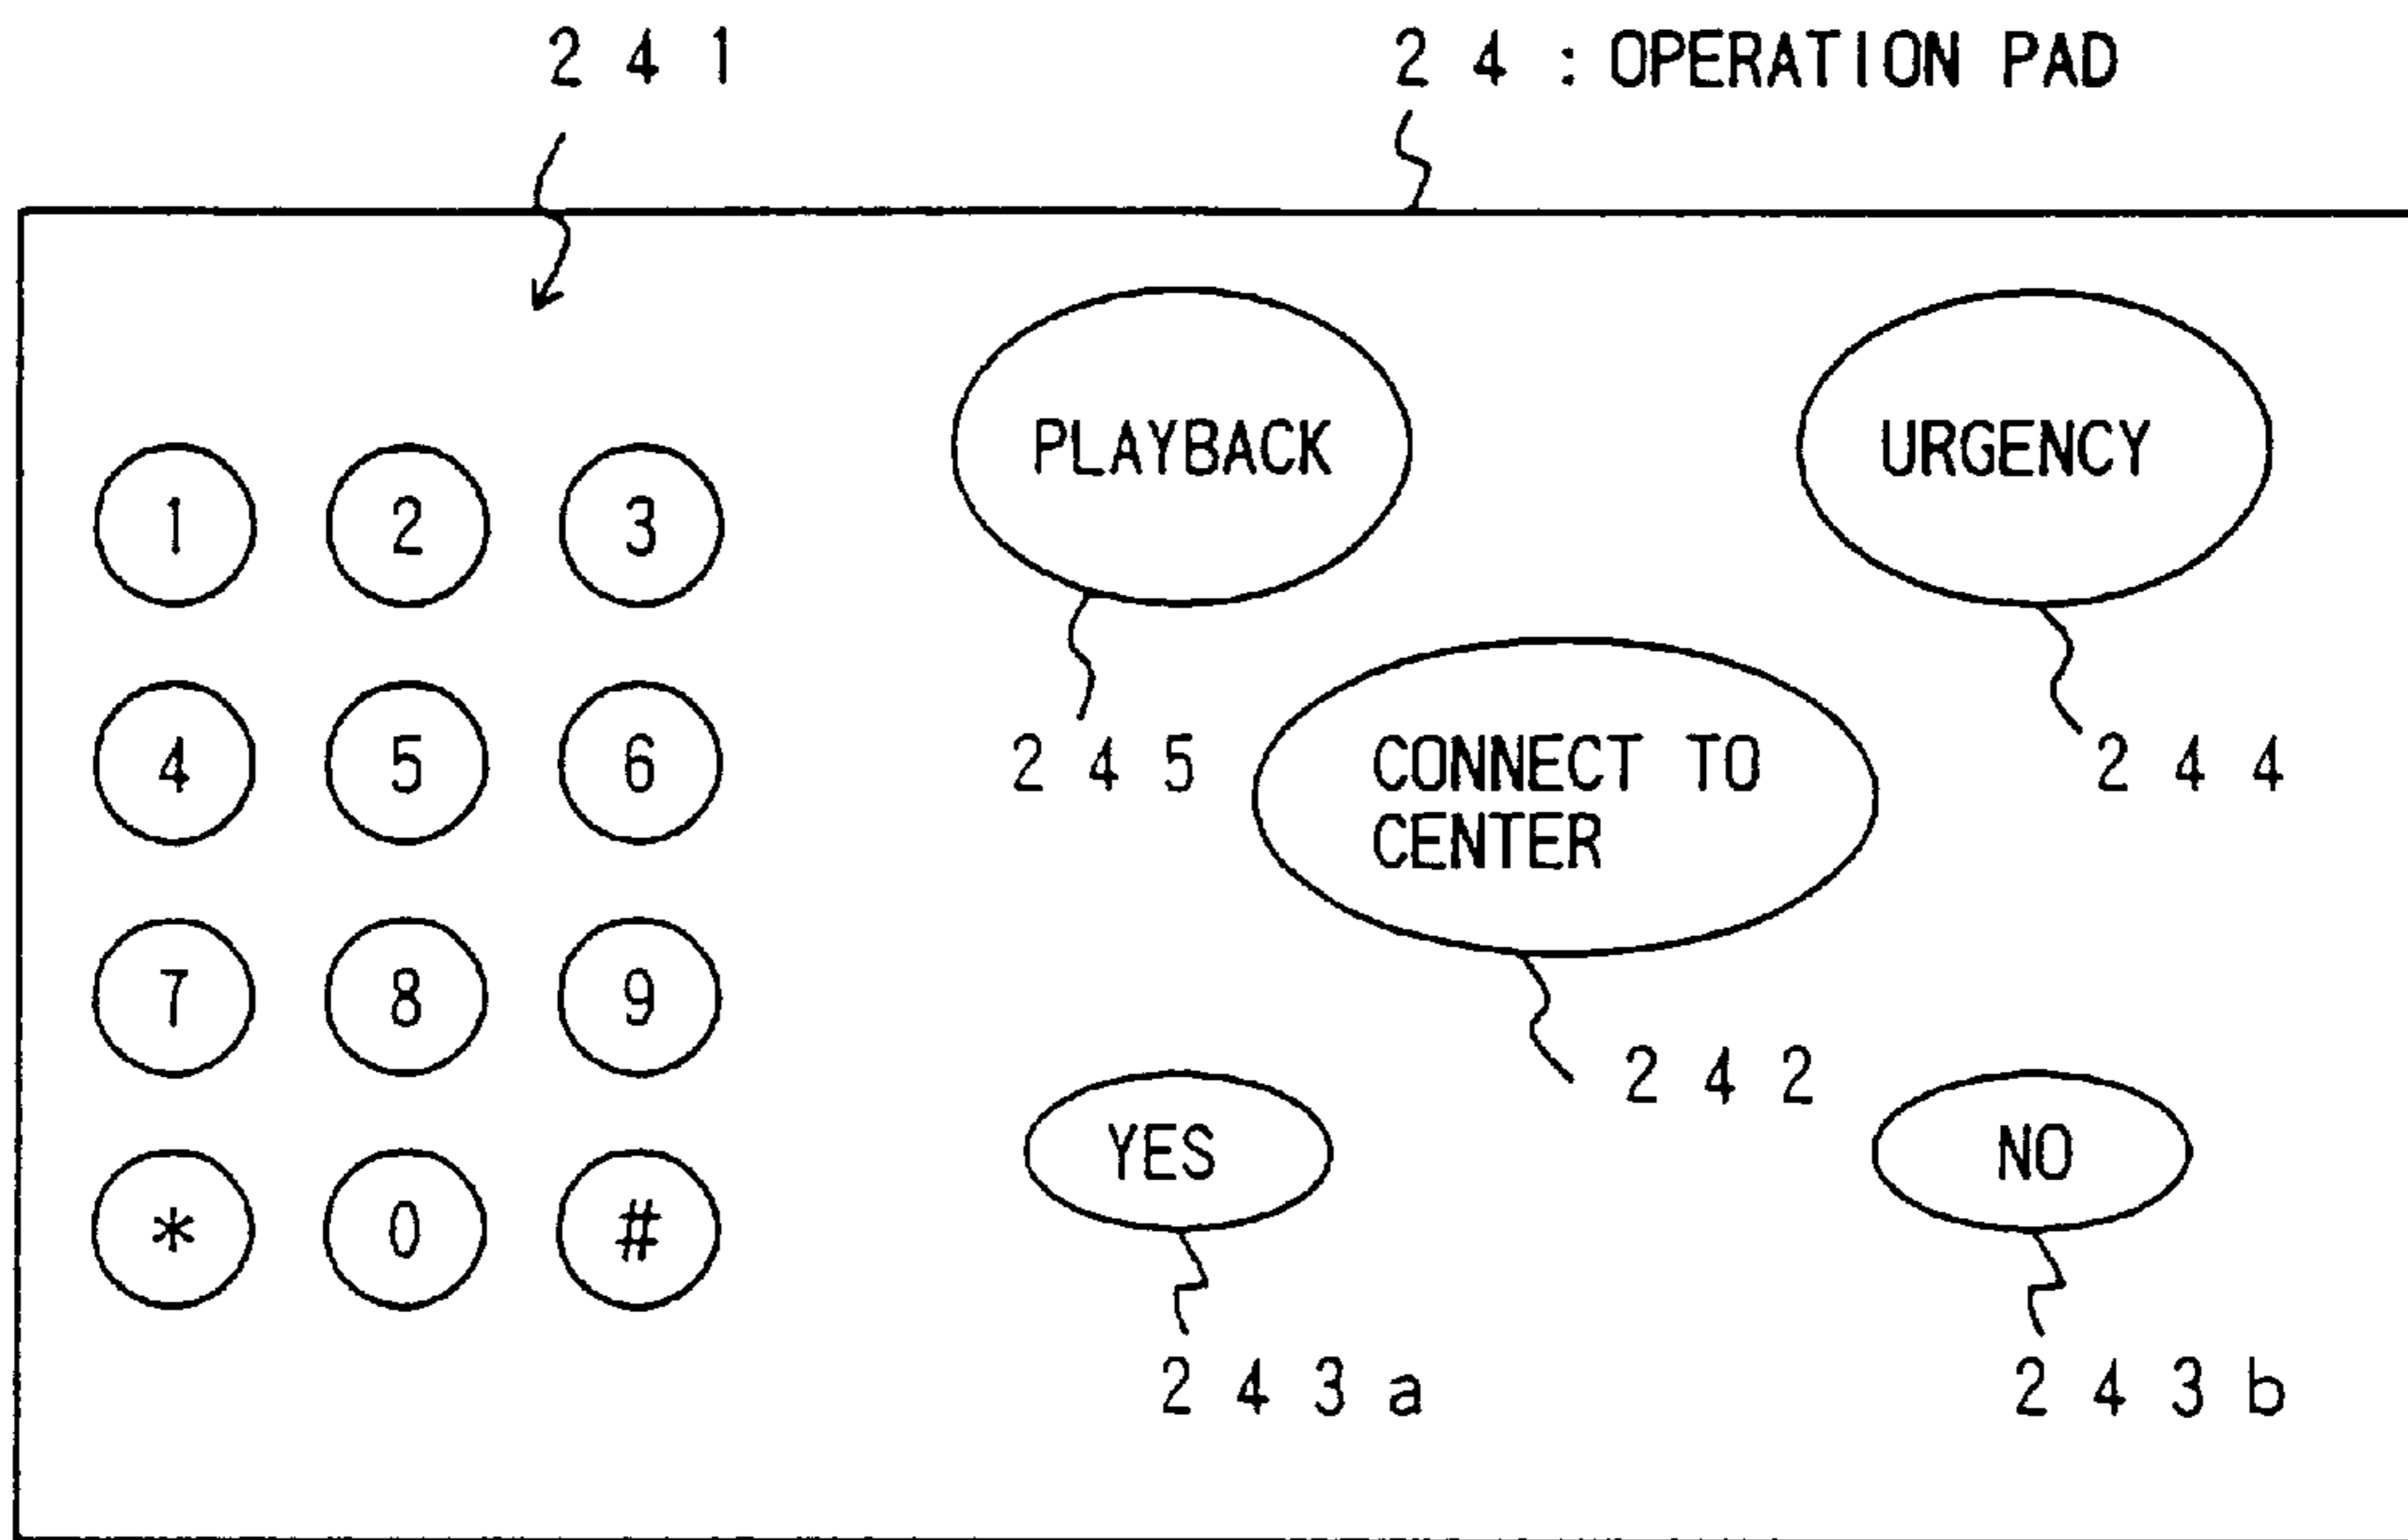 2 4 1
2 4 : OPERATION PAD
PLAYBACK
URGENCY
1 2 3
2 4 5
2 4 4
4 5 6
CONNECT TO
CENTER
7 8 9
2 4 2
YES
NO
* 0 #
2 4 3 a
2 4 3 b